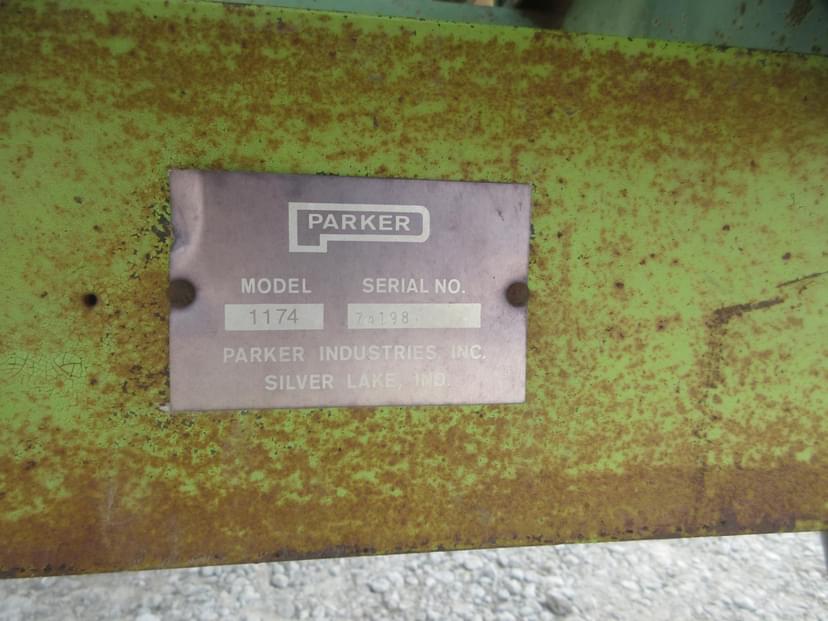 PARKER
MODEL SERIAL NO.
1174
PARKER INDUSTRIES, INC.
SILVER LAKE, IND.